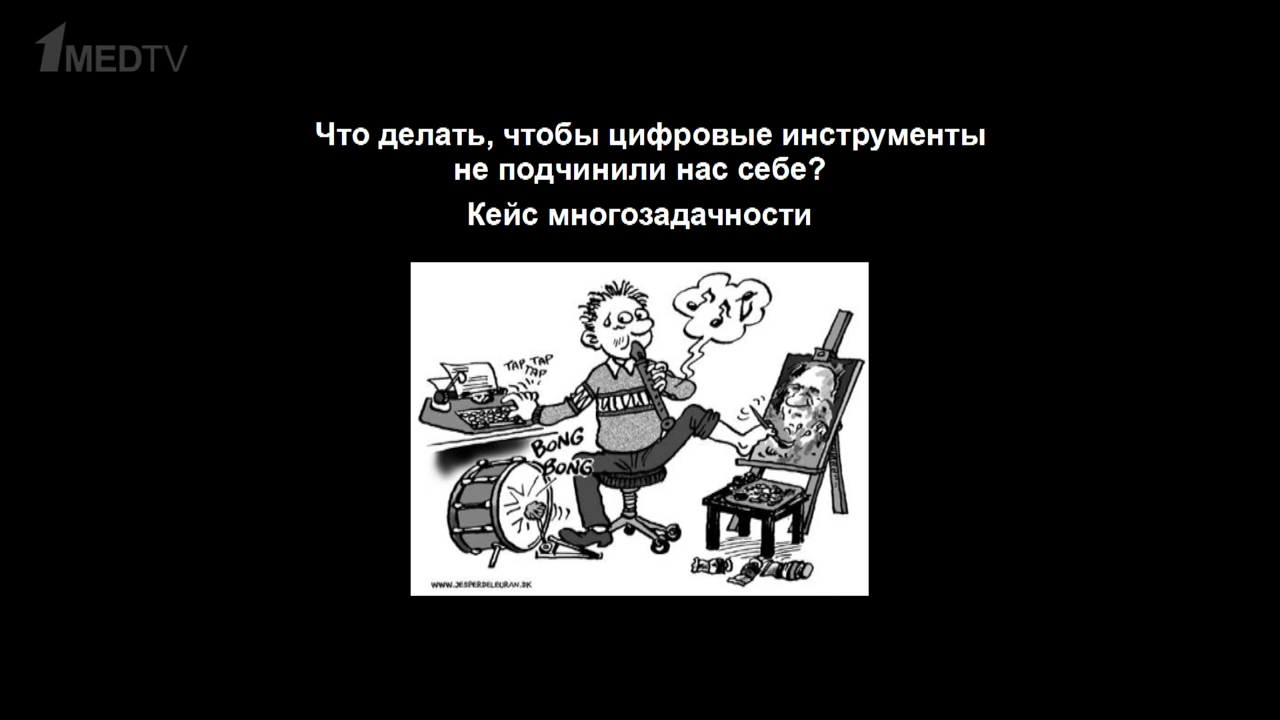 1MEDTV
Что делать, чтобы цифровые инструменты
не подчинили нас себе?
Кейс многозадачности
TAP TAP
TAP
BONG
BONG
WWW.JESPERDELEURAN.DK